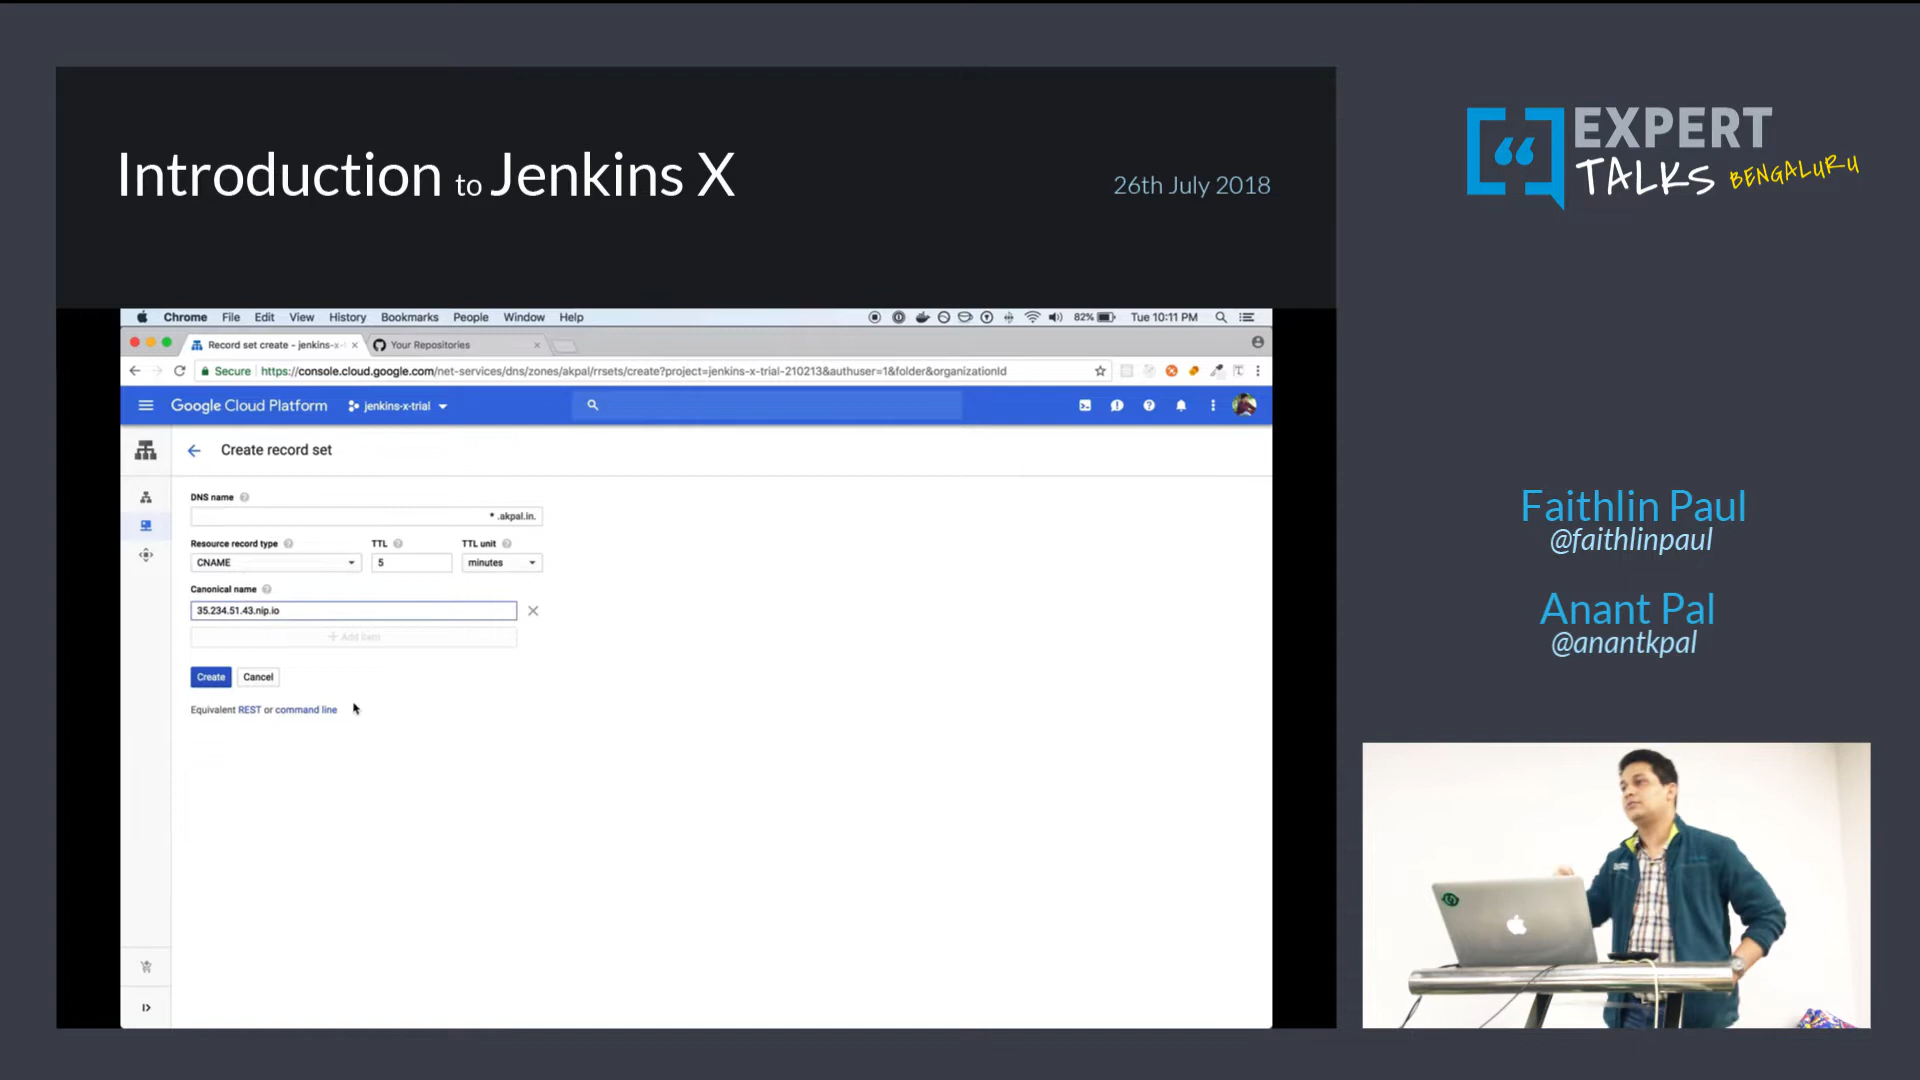 Introduction to Jenkins X
26th July 2018
EXPERT
TALKS BENGALURU
Chrome File Edit View History Bookmarks People Window Help
82% Tue 10:11 PM
Record set create - jenkins-x-
Your Repositories
Secure https://console.cloud.google.com/net-services/dns/zones/akpal/rrsets/create?project=jenkins-x-trial-210213&authuser=1&folder&organizationId
Google Cloud Platform jenkins-x-trial
Create record set
DNS name
* .akpal.in.
Resource record type TTL TTL unit
CNAME 5 minutes
Canonical name
35.234.51.43.nip.io
+ Add item
Create Cancel
Equivalent REST or command line
Faithlin Paul
@faithlinpaul
Anant Pal
@anantkpal